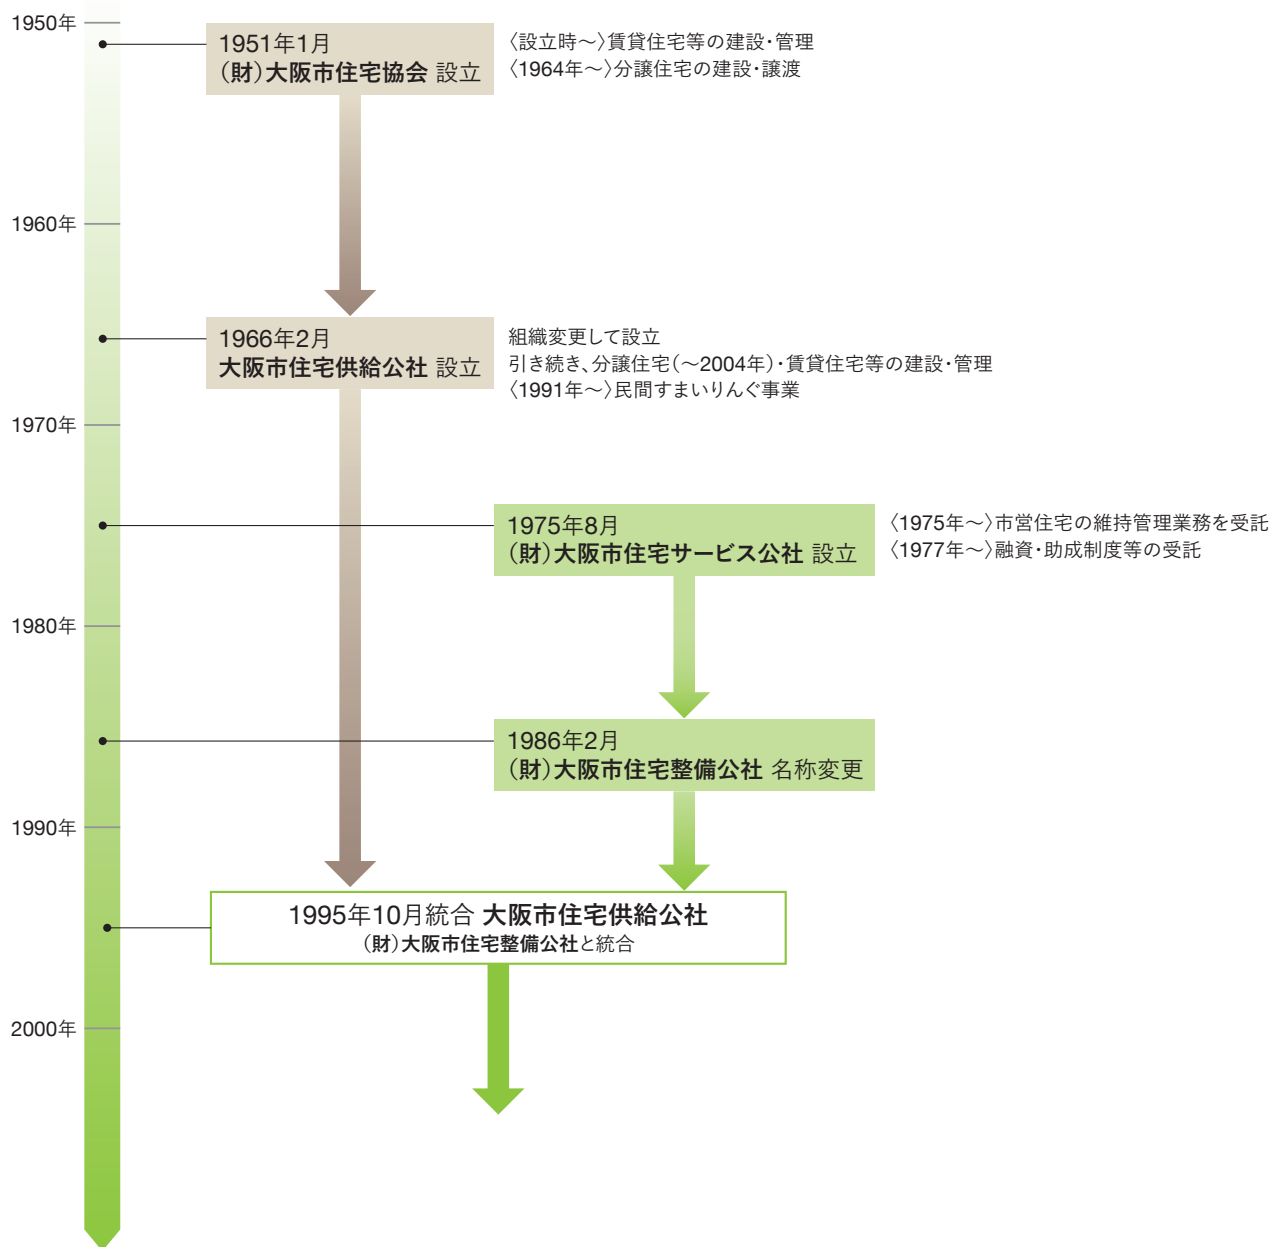 1950年
1951年1月
（財）大阪市住宅協会 設立
〈設立時～〉賃貸住宅等の建設・管理
〈1964年～〉分譲住宅の建設・譲渡
1960年
1966年2月
大阪市住宅供給公社 設立
組織変更して設立
引き続き、分譲住宅（～2004年）・賃貸住宅等の建設・管理
〈1991年～〉民間すまいりんぐ事業
1970年
1975年8月
（財）大阪市住宅サービス公社 設立
〈1975年～〉市営住宅の維持管理業務を受託
〈1977年～〉融資・助成制度等の受託
1980年
1986年2月
（財）大阪市住宅整備公社 名称変更
1990年
1995年10月統合 大阪市住宅供給公社
（財）大阪市住宅整備公社と統合
2000年